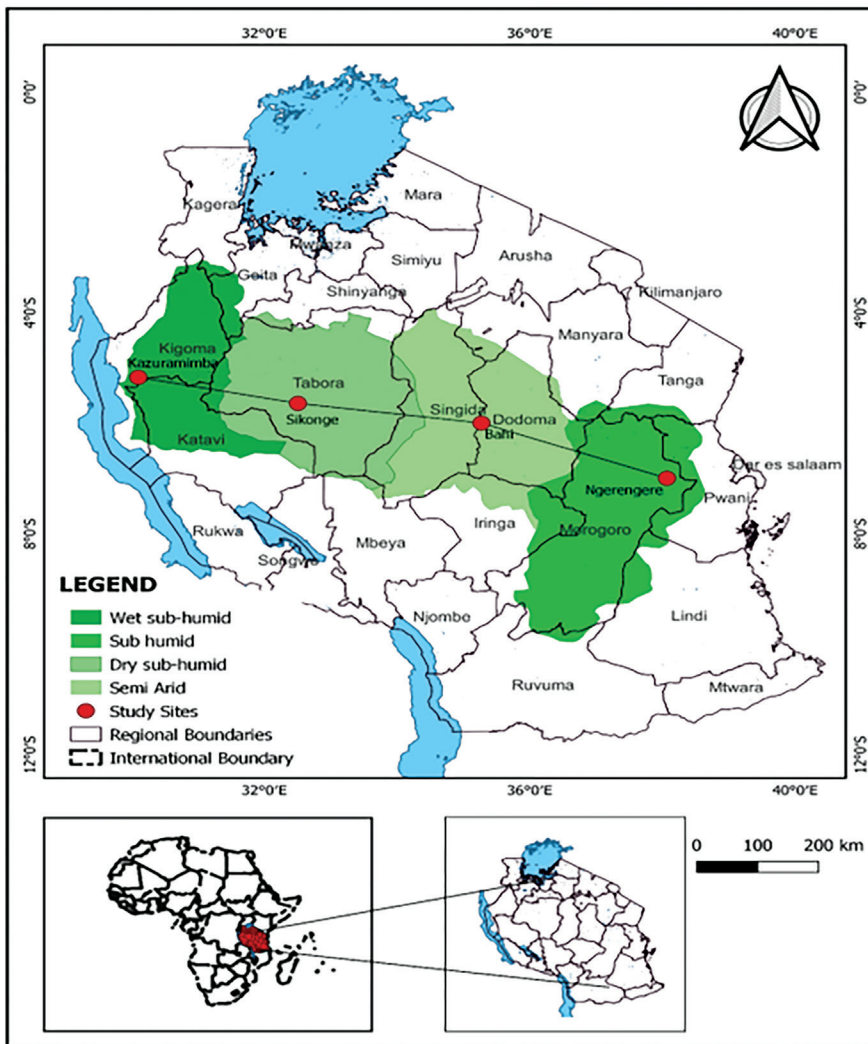 32°0'E 36°0'E 40°0'E
0°0' 0°0'
Kagera
Mara
Mwanza
Simiyu
Arusha
Geita
Shinyanga
Kilimanjaro
4°0'S 4°0'S
Manyara
Kigoma
Kazuramimba
Tabora
Tanga
Sikonge
Singida
Dodoma
Bahi
Katavi
Dar es salaam
Ngerengere
Pwani
Rukwa
Iringa
Morogoro
8°0'S 8°0'S
Songwe
Mbeya
LEGEND
Njombe
Lindi
Wet sub-humid
Sub humid
Dry sub-humid
Semi Arid
Ruvuma
Mtwara
Study Sites
Regional Boundaries
International Boundary
12°0'S 12°0'S
32°0'E 36°0'E 40°0'E
0 100 200 km